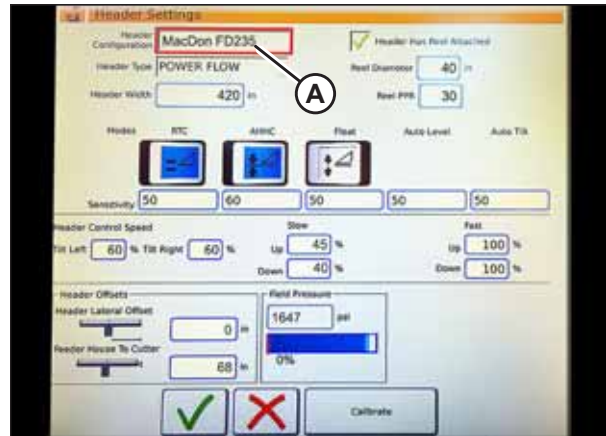 Header Settings
Header Configuration MacDon FD235 Header Has Reel Attached
Header Type POWER FLOW Reel Diameter 40 in
Header Width 420 in Reel PPR 30
A
Modes RTC AHHC Float Auto Level Auto T/A
Sensitivity 50 60 50 50 50
Header Control Speed Slow Fast
Tilt Left 60 % Tilt Right 60 % Up 45 % Up 100 %
Down 40 % Down 100 %
Header Offsets Field Pressure
Header Lateral Offset 0 in 1647 psi
Feeder House To Cutter 68 in 0%
Calibrate